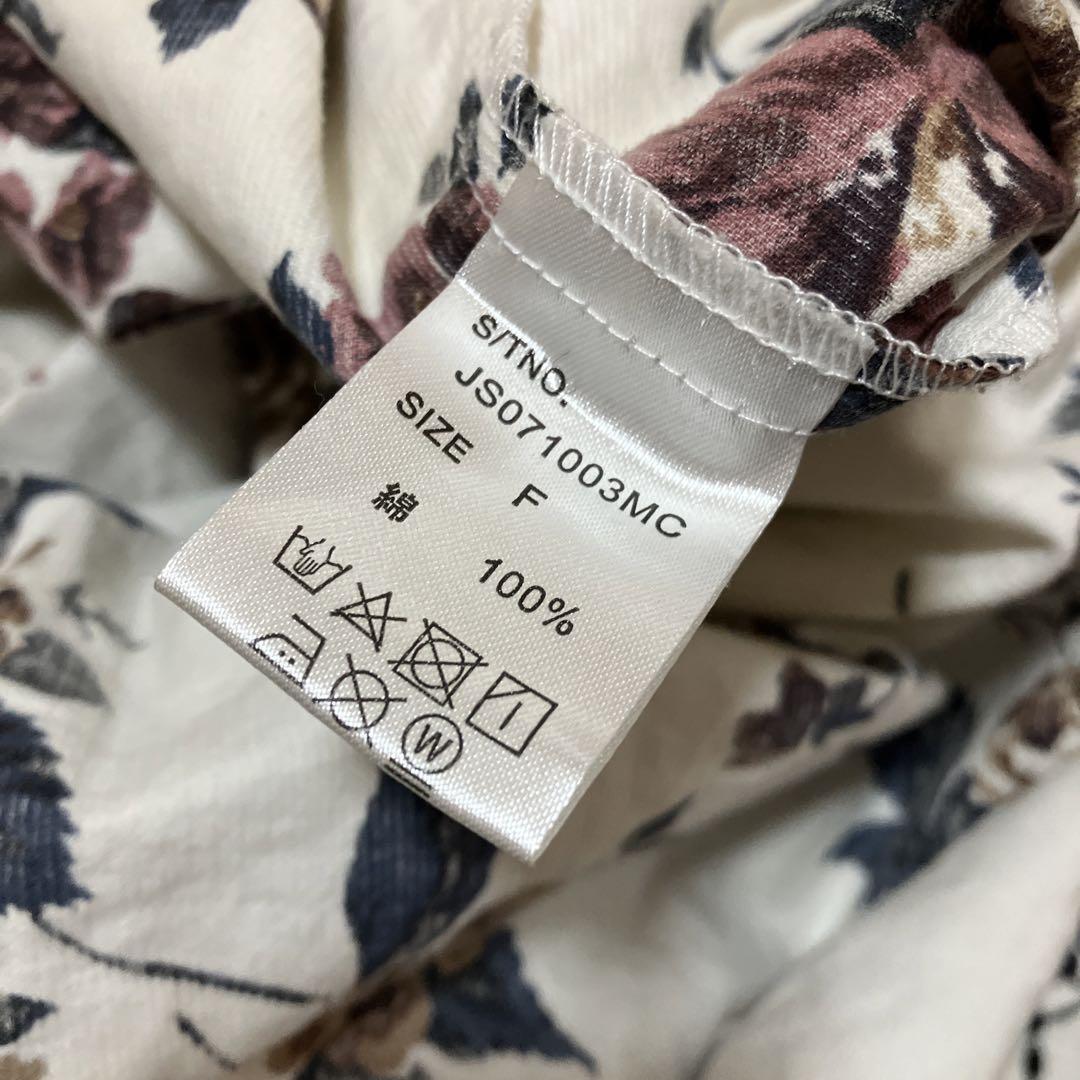 S/TNO.
JS071003MC
SIZE F
綿 100%
W